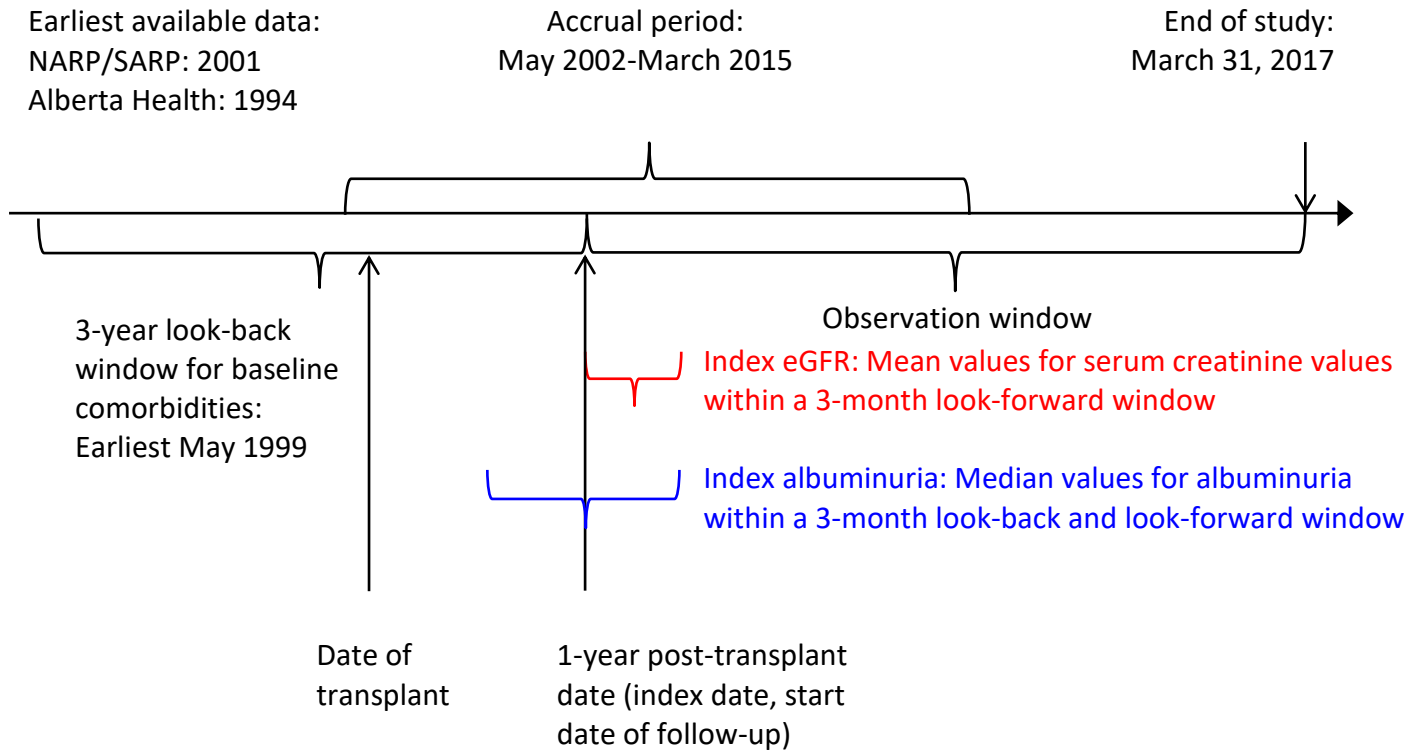 Earliest available data:
NARP/SARP: 2001
Alberta Health: 1994
Accrual period:
May 2002-March 2015
End of study:
March 31, 2017
3-year look-back
window for baseline
comorbidities:
Earliest May 1999
Observation window
Index eGFR: Mean values for serum creatinine values
within a 3-month look-forward window
Index albuminuria: Median values for albuminuria
within a 3-month look-back and look-forward window
Date of
transplant
1-year post-transplant
date (index date, start
date of follow-up)